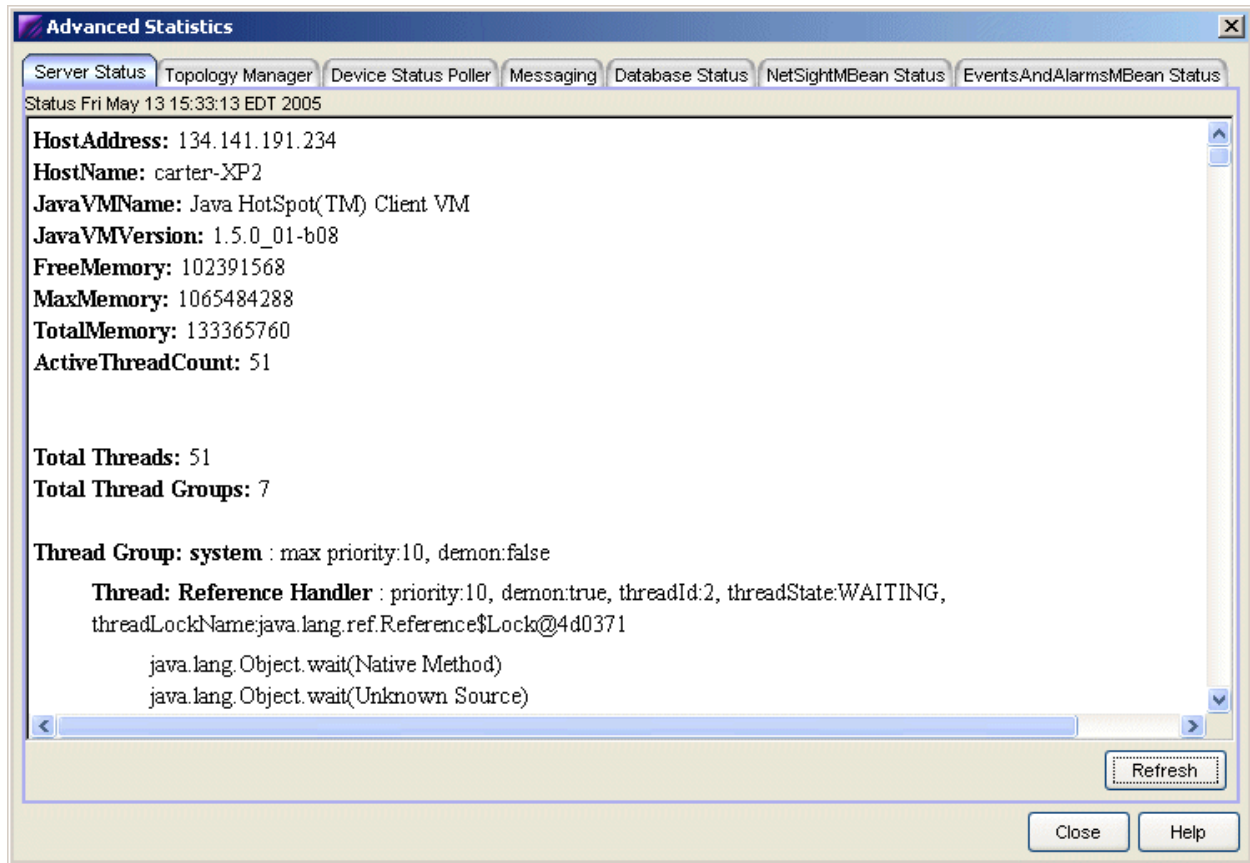 Advanced Statistics
Server Status Topology Manager Device Status Poller Messaging Database Status NetSightMBean Status EventsAndAlarmsMBean Status
Status Fri May 13 15:33:13 EDT 2005
HostAddress: 134.141.191.234
HostName: carter-XP2
JavaVMName: Java HotSpot(TM) Client VM
JavaVMVersion: 1.5.0_01-b08
FreeMemory: 102391568
MaxMemory: 1065484288
TotalMemory: 133365760
ActiveThreadCount: 51
Total Threads: 51
Total Thread Groups: 7
Thread Group: system : max priority:10, demon:false
Thread: Reference Handler : priority:10, demon:true, threadId:2, threadState:WAITING,
threadLockName:java.lang.ref.Reference$Lock@4d0371
java.lang.Object.wait(Native Method)
java.lang.Object.wait(Unknown Source)
Refresh
Close Help